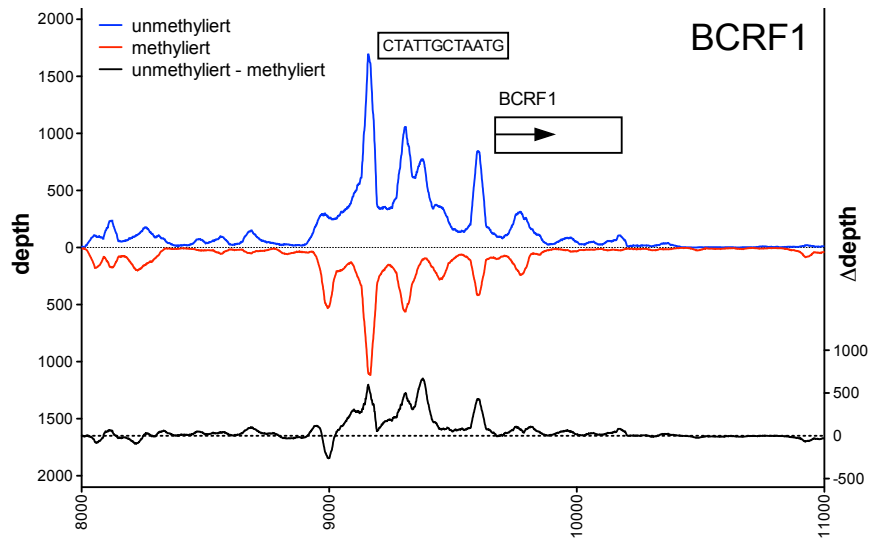 BCRF1
unmethyliert
methyliert
unmethyliert - methyliert
CTATTGCTAATG
BCRF1
2000
1500
1000
500
0
500
1000
1500
2000
depth
Δdepth
1000
500
0
-500
8000
9000
10000
11000